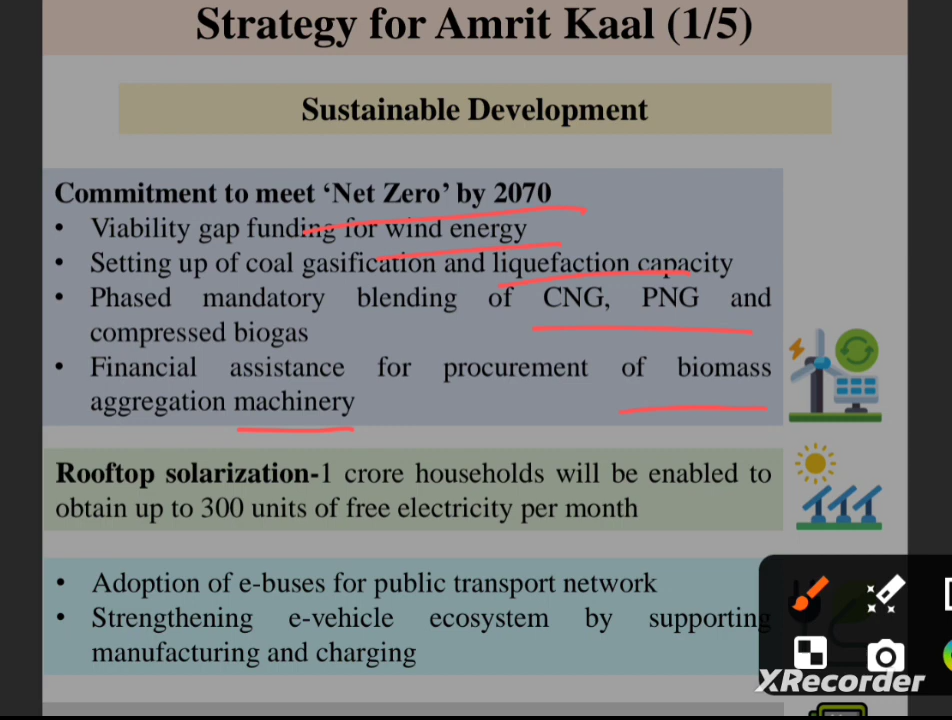 Strategy for Amrit Kaal (1/5)
Sustainable Development
Commitment to meet ‘Net Zero’ by 2070
• Viability gap funding for wind energy
• Setting up of coal gasification and liquefaction capacity
• Phased mandatory blending of CNG, PNG and
compressed biogas
• Financial assistance for procurement of biomass
aggregation machinery
Rooftop solarization-1 crore households will be enabled to
obtain up to 300 units of free electricity per month
• Adoption of e-buses for public transport network
• Strengthening e-vehicle ecosystem by supporting
manufacturing and charging
XRecorder